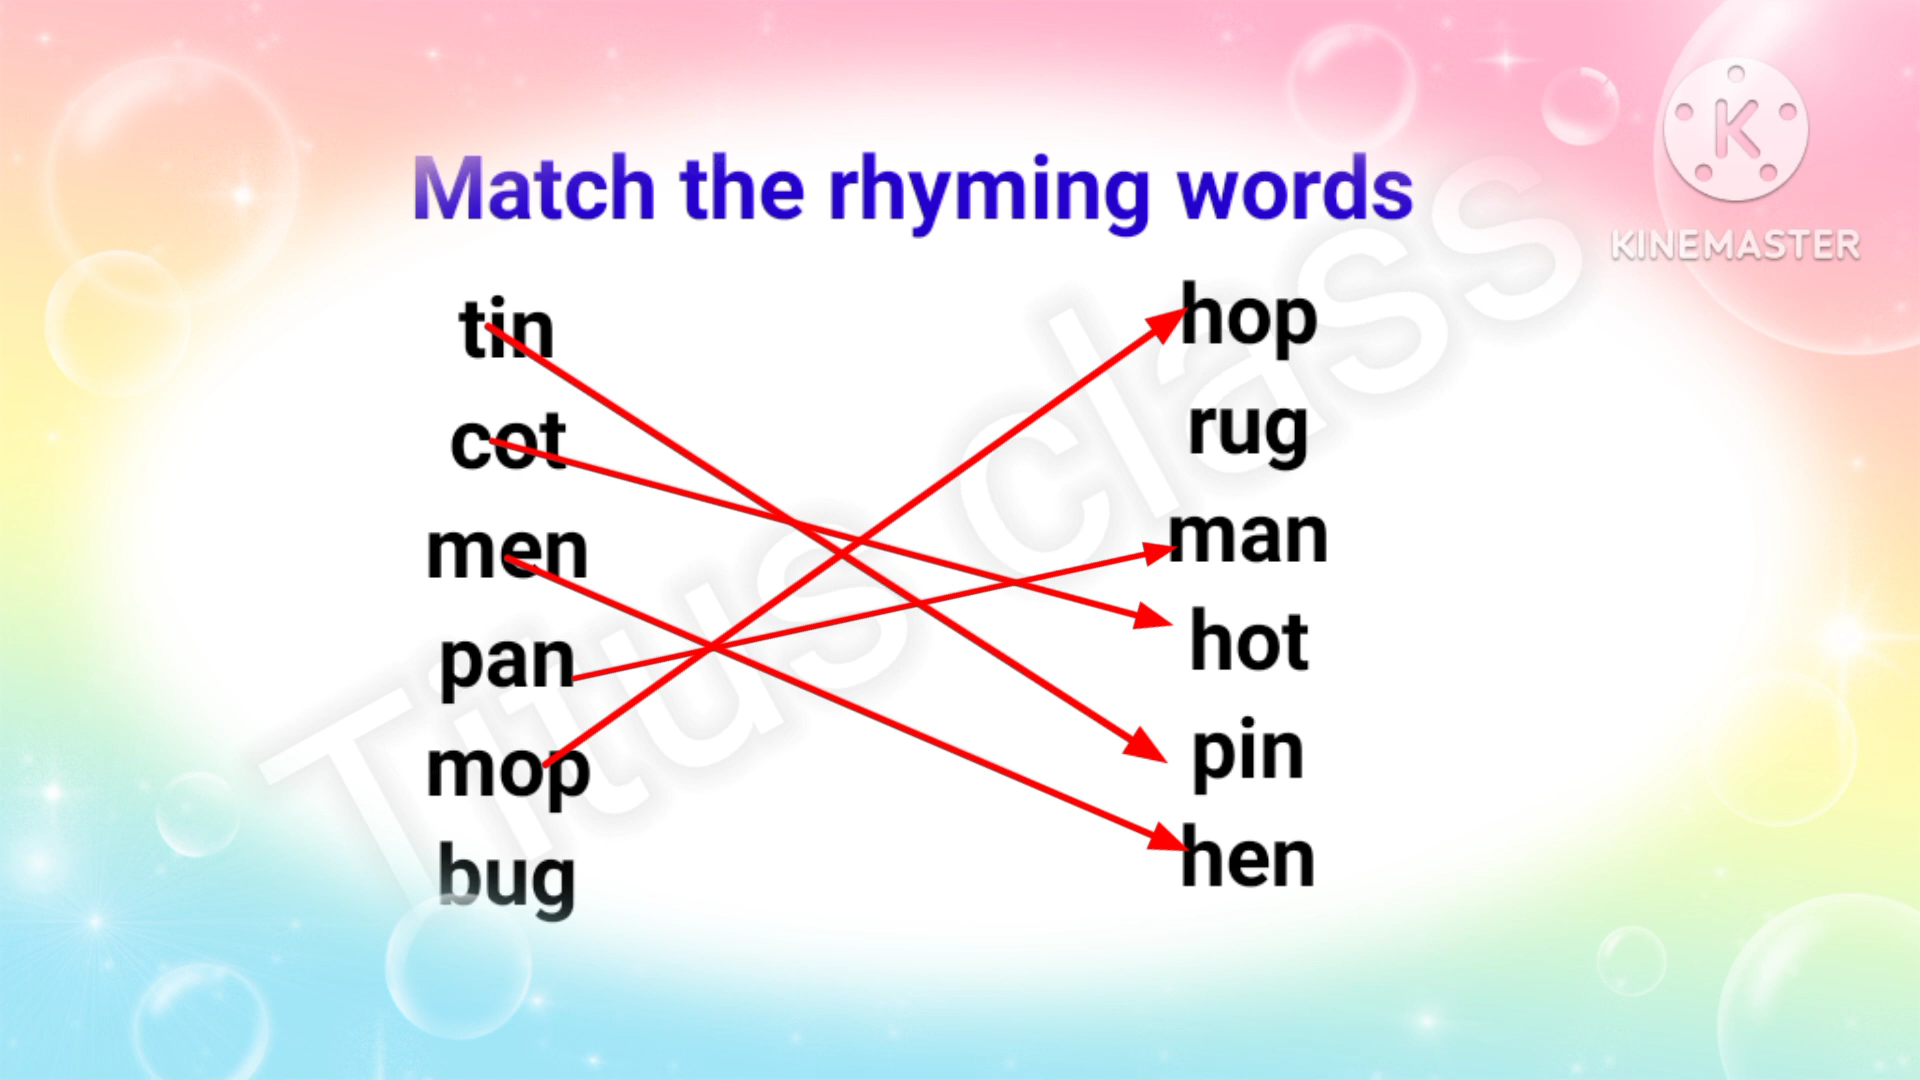 Match the rhyming words
KINEMASTER
tin hop
cot rug
men man
pan hot
mop pin
bug hen
Titus class